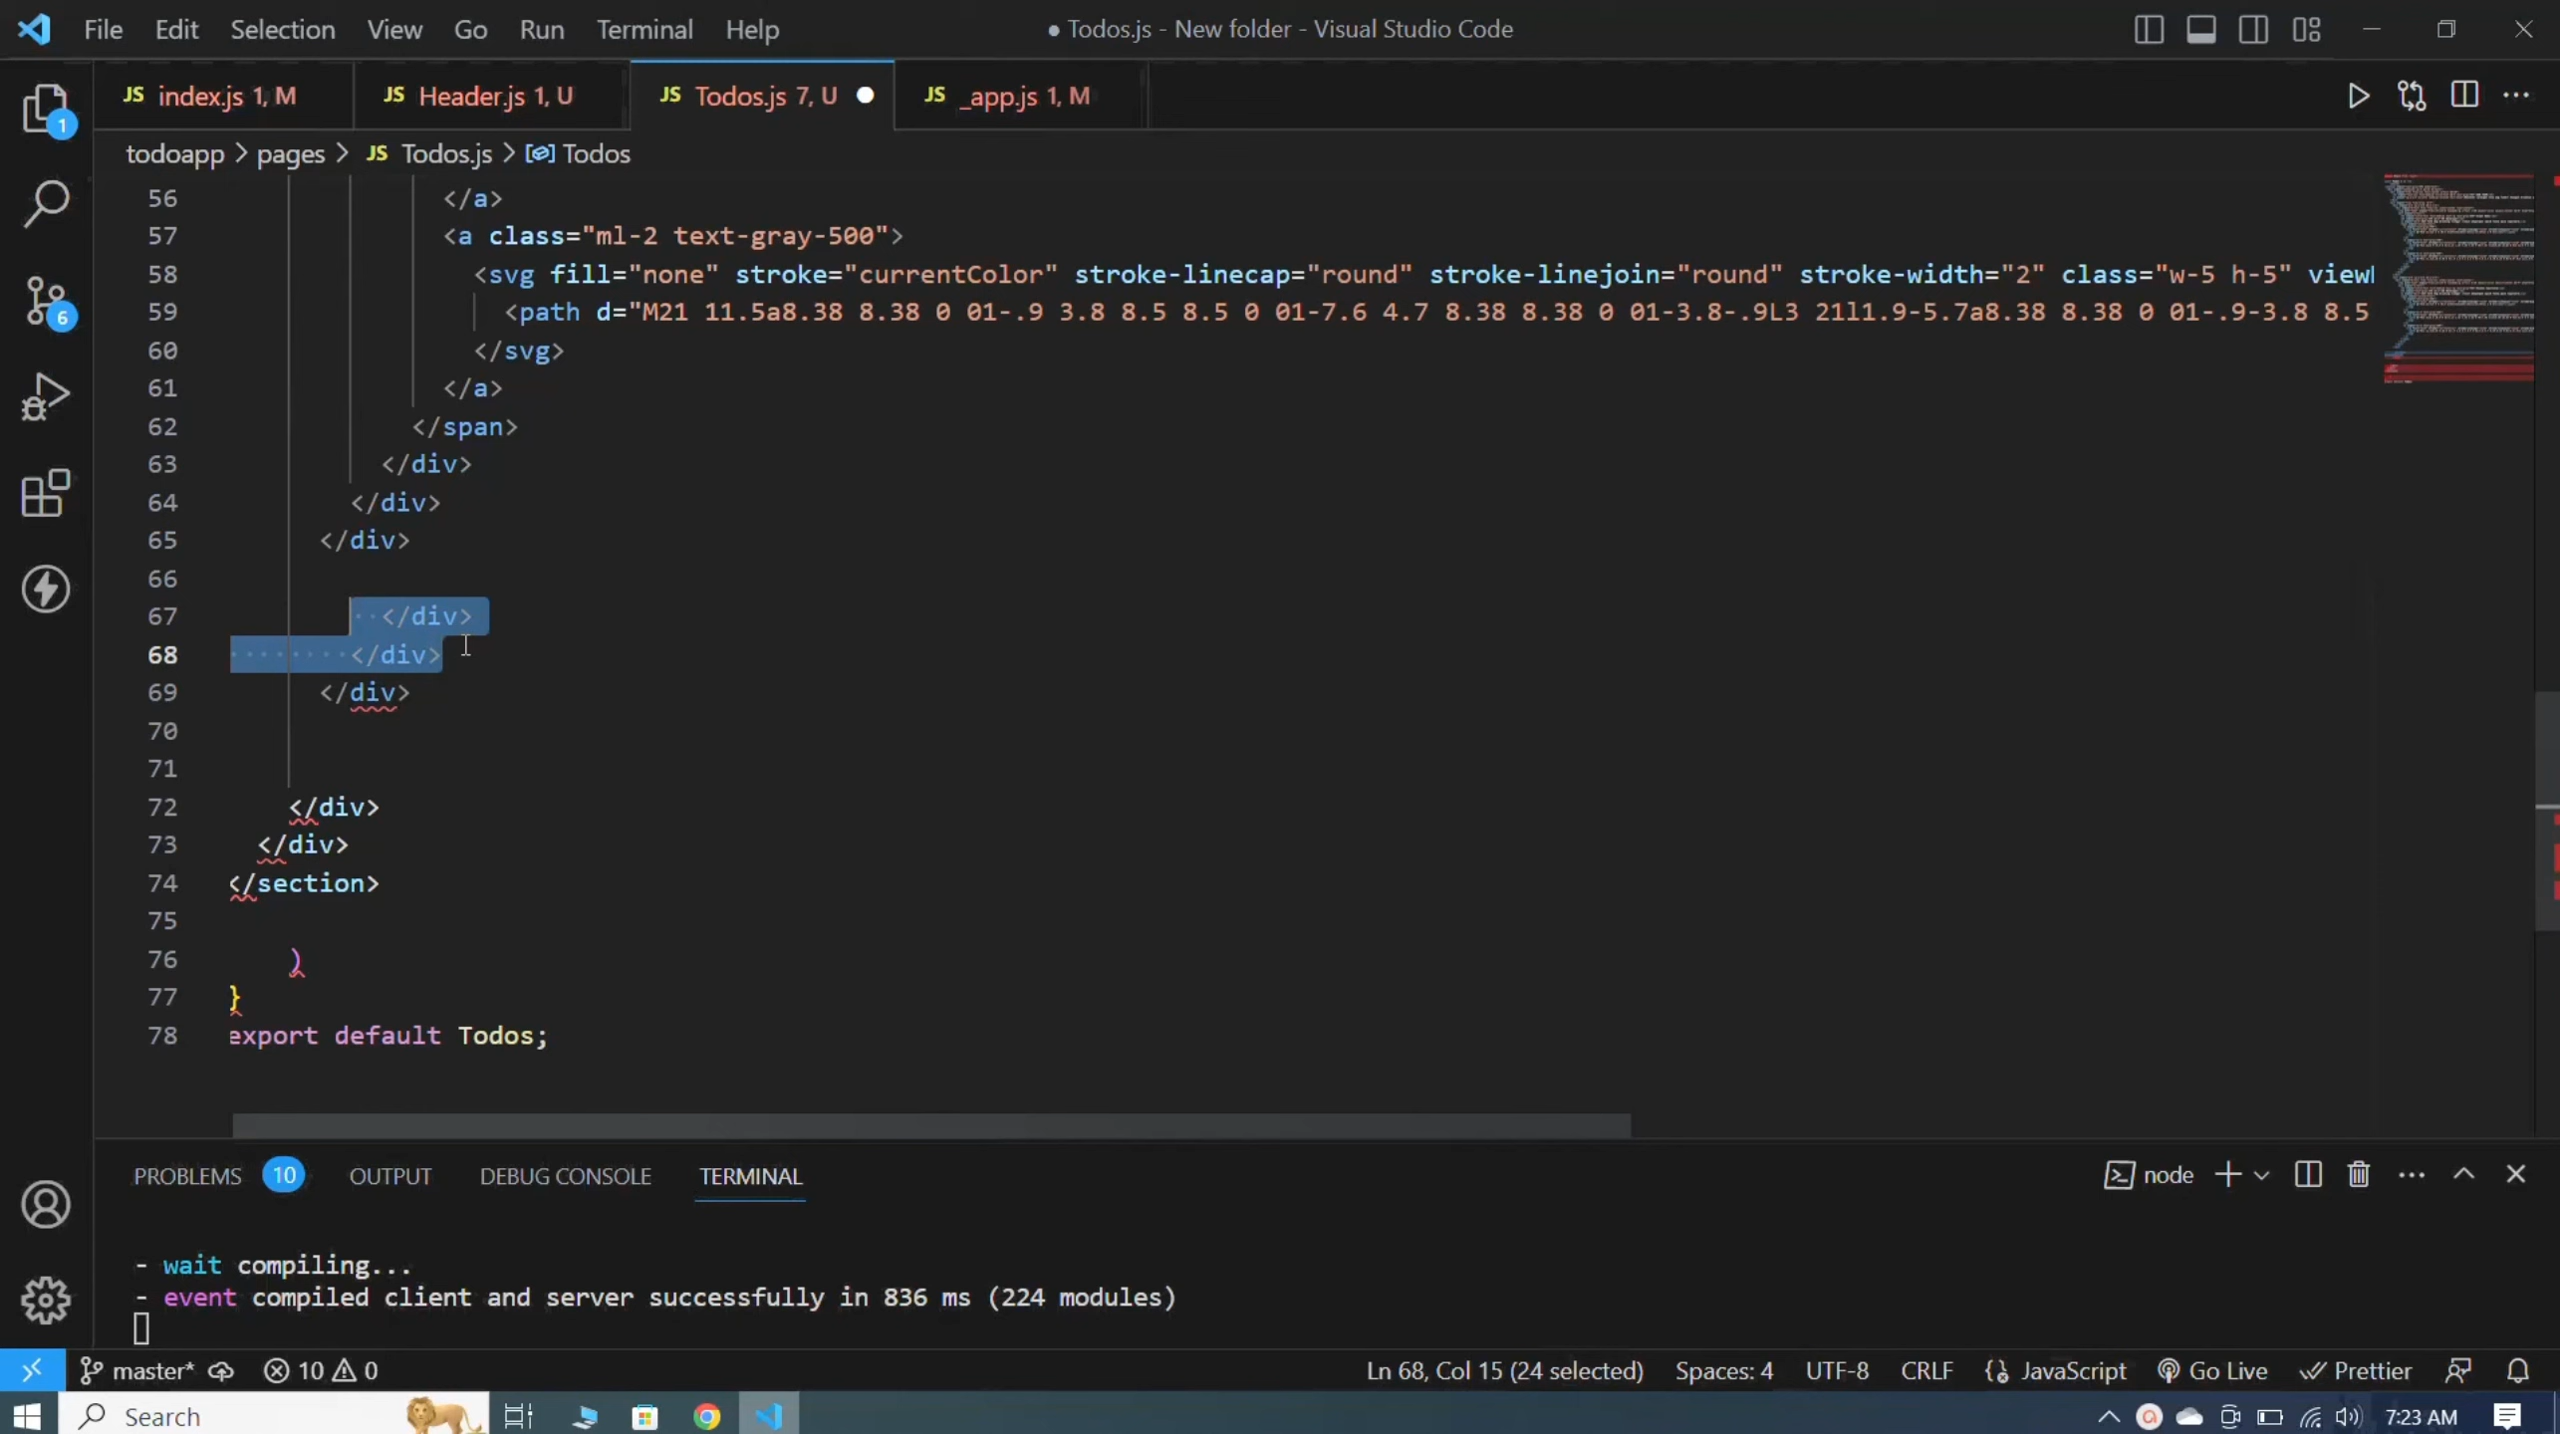 File Edit Selection View Go Run Terminal Help ● Todos.js - New folder - Visual Studio Code
JS index.js 1, M JS Header.js 1, U JS Todos.js 7, U JS _app.js 1, M
todoapp > pages > JS Todos.js > Todos
56 </a>
57 <a class="ml-2 text-gray-500">
58 <svg fill="none" stroke="currentColor" stroke-linecap="round" stroke-linejoin="round" stroke-width="2" class="w-5 h-5" viewB
59 <path d="M21 11.5a8.38 8.38 0 01-.9 3.8 8.5 8.5 0 01-7.6 4.7 8.38 8.38 0 01-3.8-.9L3 21l1.9-5.7a8.38 8.38 0 01-.9-3.8 8.5
60 </svg>
61 </a>
62 </span>
63 </div>
64 </div>
65 </div>
66
67 </div>
68 </div>
69 </div>
70
71
72 </div>
73 </div>
74 </section>
75
76 )
77 }
78 export default Todos;
PROBLEMS 10 OUTPUT DEBUG CONSOLE TERMINAL node
- wait compiling...
- event compiled client and server successfully in 836 ms (224 modules)
master* 10 0 Ln 68, Col 15 (24 selected) Spaces: 4 UTF-8 CRLF JavaScript Go Live Prettier
Search 7:23 AM
1
6